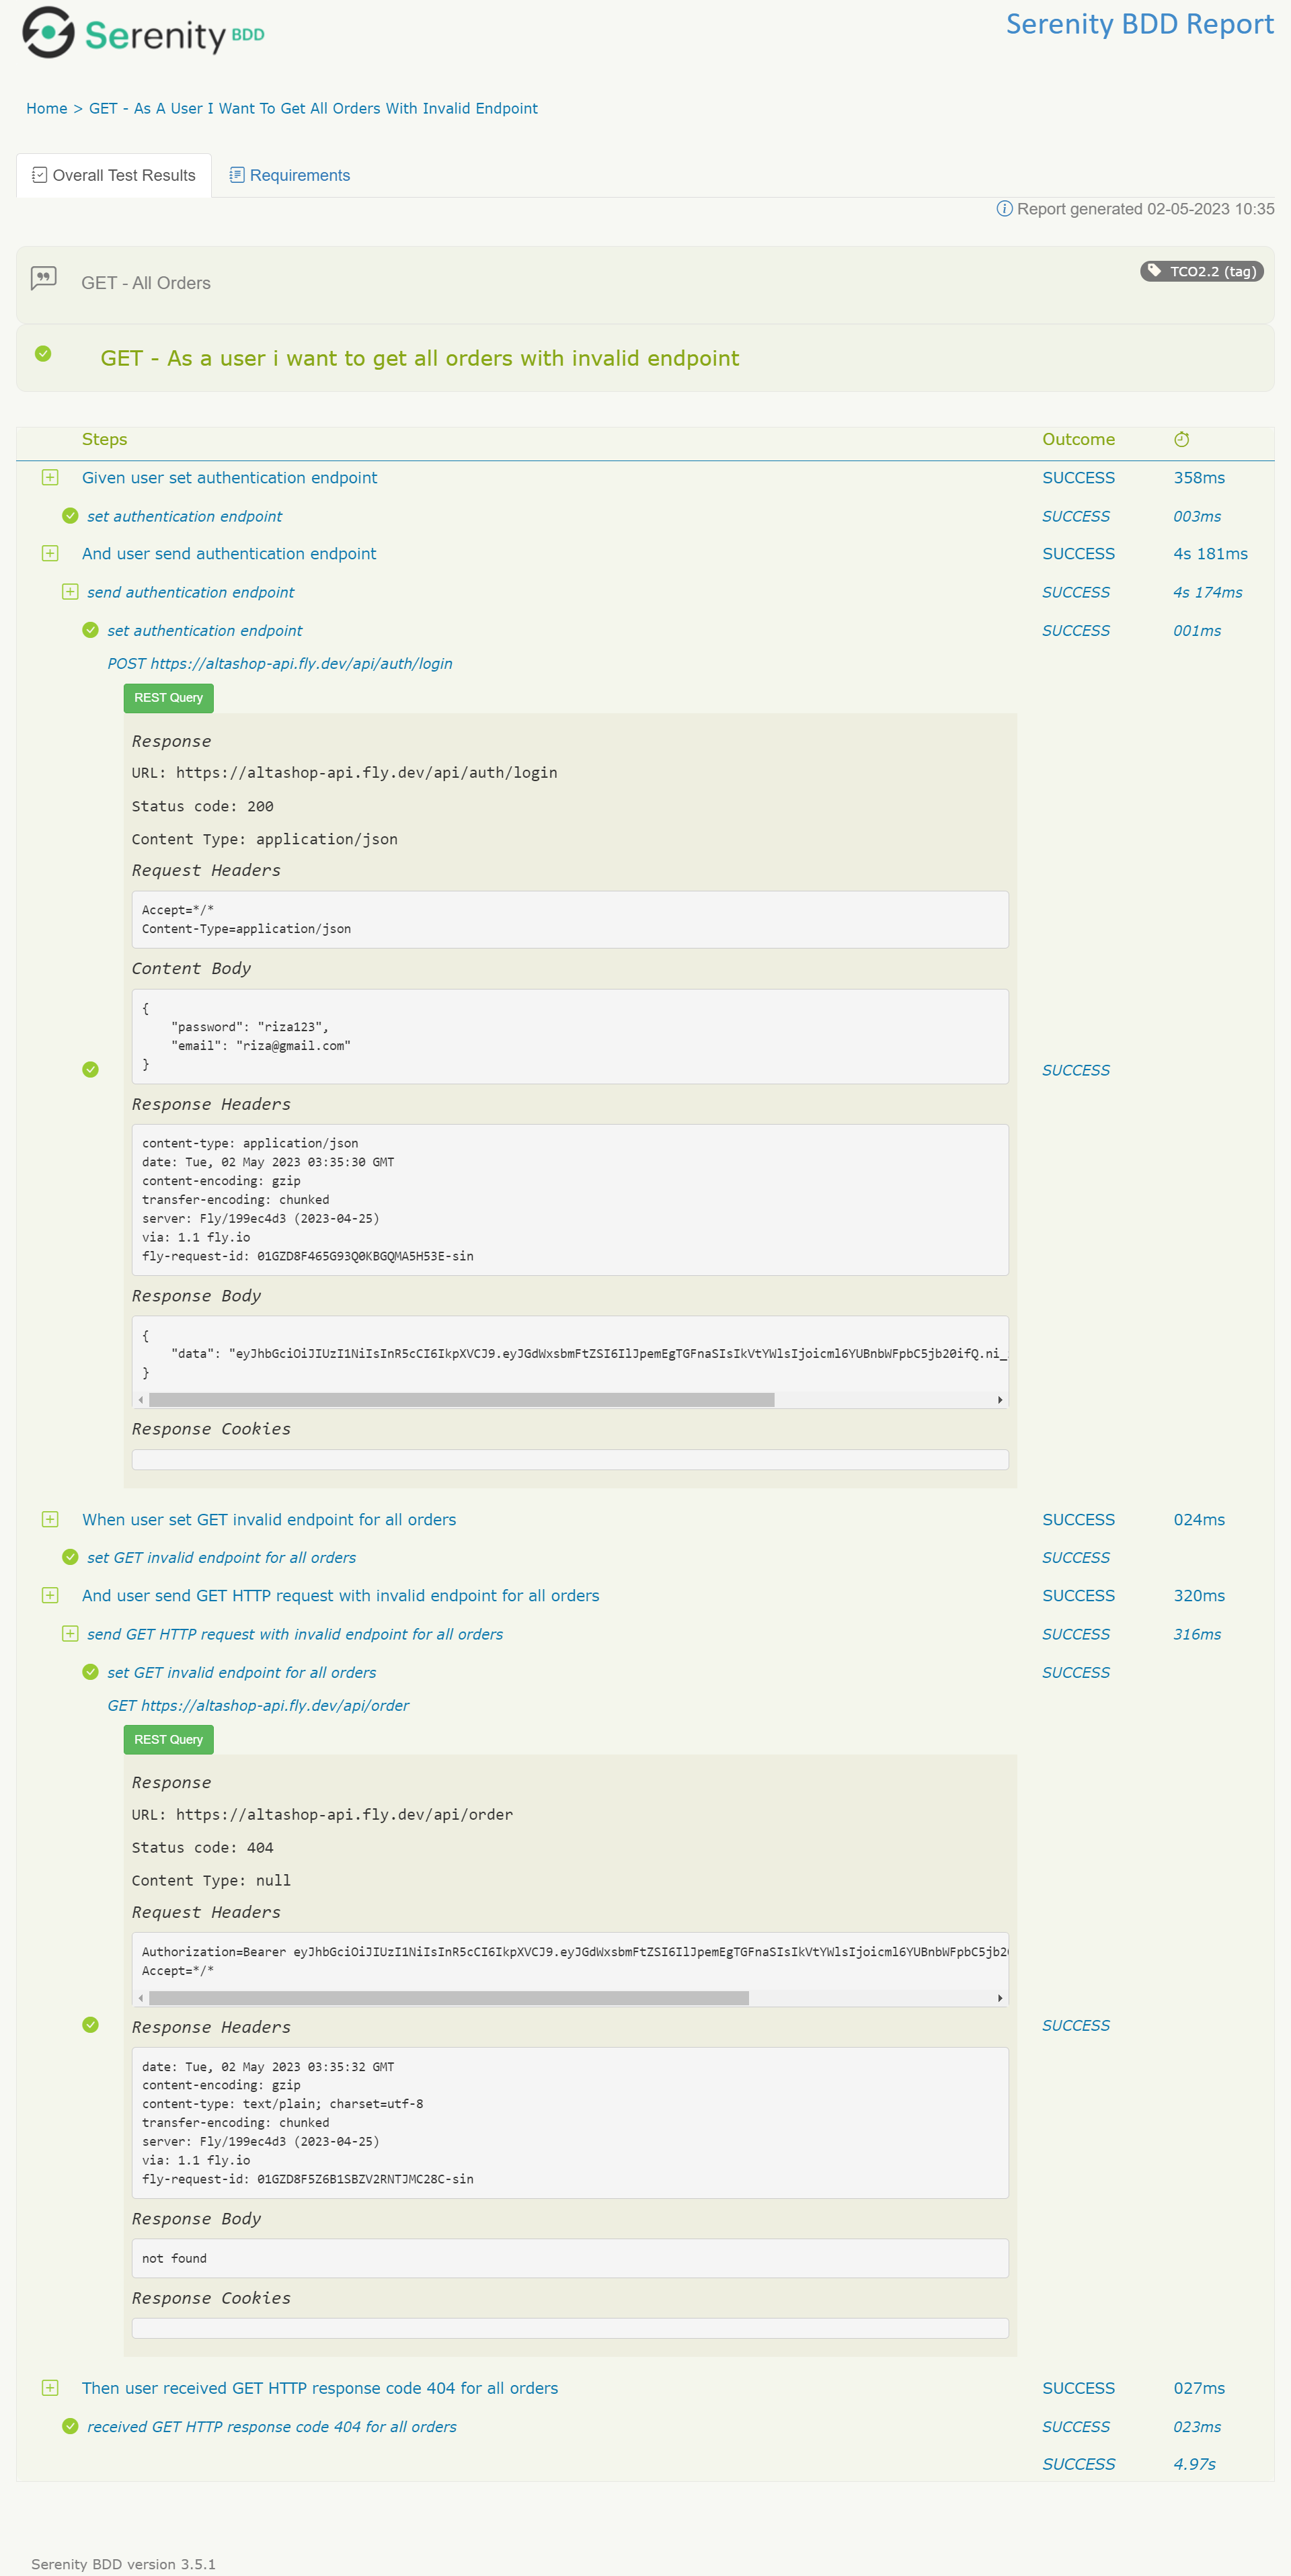 Serenity BDD
Serenity BDD Report
Home > GET - As A User I Want To Get All Orders With Invalid Endpoint
Overall Test Results
Requirements
Report generated 02-05-2023 10:35
GET - All Orders
TCO2.2 (tag)
GET - As a user i want to get all orders with invalid endpoint
Steps Outcome
Given user set authentication endpoint SUCCESS 358ms
set authentication endpoint SUCCESS 003ms
And user send authentication endpoint SUCCESS 4s 181ms
send authentication endpoint SUCCESS 4s 174ms
set authentication endpoint SUCCESS 001ms
POST https://altashop-api.fly.dev/api/auth/login
REST Query
Response
URL: https://altashop-api.fly.dev/api/auth/login
Status code: 200
Content Type: application/json
Request Headers
Accept=*/*
Content-Type=application/json
Content Body
{
"password": "riza123",
"email": "riza@gmail.com"
}
SUCCESS
Response Headers
content-type: application/json
date: Tue, 02 May 2023 03:35:30 GMT
content-encoding: gzip
transfer-encoding: chunked
server: Fly/199ec4d3 (2023-04-25)
via: 1.1 fly.io
fly-request-id: 01GZD8F465G93Q0KBGQMA5H53E-sin
Response Body
{
"data": "eyJhbGciOiJIUzI1NiIsInR5cCI6IkpXVCJ9.eyJGdWxsbmFtZSI6IlJpemEgTGFnaSIsIkVtYWlsIjoicml6YUBnbWFpbC5jb20ifQ.ni_
}
Response Cookies
When user set GET invalid endpoint for all orders SUCCESS 024ms
set GET invalid endpoint for all orders SUCCESS
And user send GET HTTP request with invalid endpoint for all orders SUCCESS 320ms
send GET HTTP request with invalid endpoint for all orders SUCCESS 316ms
set GET invalid endpoint for all orders SUCCESS
GET https://altashop-api.fly.dev/api/order
REST Query
Response
URL: https://altashop-api.fly.dev/api/order
Status code: 404
Content Type: null
Request Headers
Authorization=Bearer eyJhbGciOiJIUzI1NiIsInR5cCI6IkpXVCJ9.eyJGdWxsbmFtZSI6IlJpemEgTGFnaSIsIkVtYWlsIjoicml6YUBnbWFpbC5jb20
Accept=*/*
SUCCESS
Response Headers
date: Tue, 02 May 2023 03:35:32 GMT
content-encoding: gzip
content-type: text/plain; charset=utf-8
transfer-encoding: chunked
server: Fly/199ec4d3 (2023-04-25)
via: 1.1 fly.io
fly-request-id: 01GZD8F5Z6B1SBZV2RNTJMC28C-sin
Response Body
not found
Response Cookies
Then user received GET HTTP response code 404 for all orders SUCCESS 027ms
received GET HTTP response code 404 for all orders SUCCESS 023ms
SUCCESS 4.97s
Serenity BDD version 3.5.1